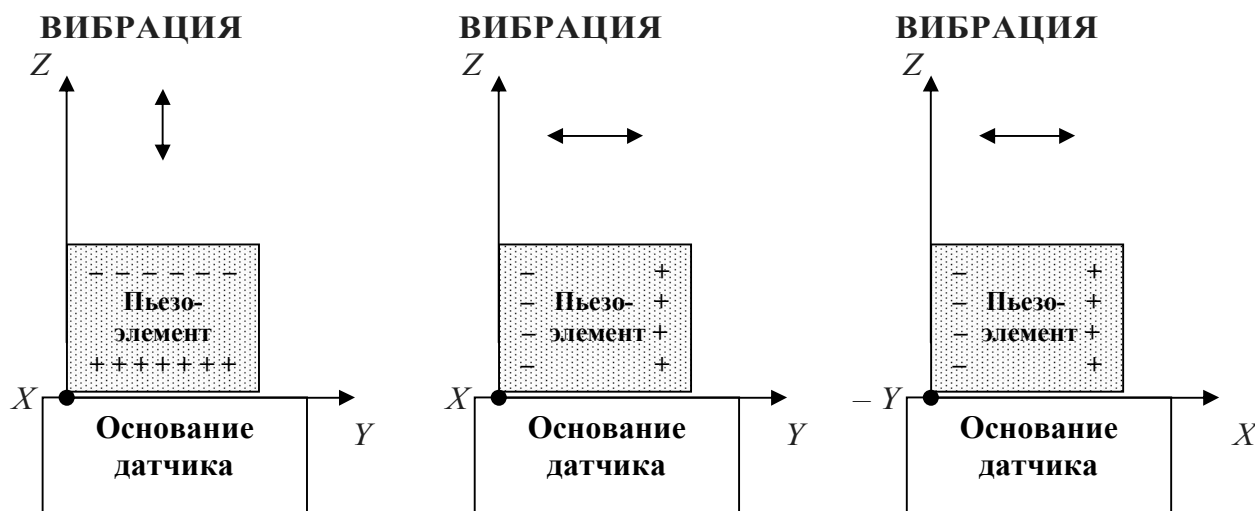 ВИБРАЦИЯ
Z
– – – – – –
Пьезо-
элемент
+ + + + + + +
X
Y
Основание
датчика
ВИБРАЦИЯ
Z
– +
– Пьезо- +
– элемент +
– +
X
Y
Основание
датчика
ВИБРАЦИЯ
Z
– +
– Пьезо- +
– элемент +
– +
– Y
X
Основание
датчика